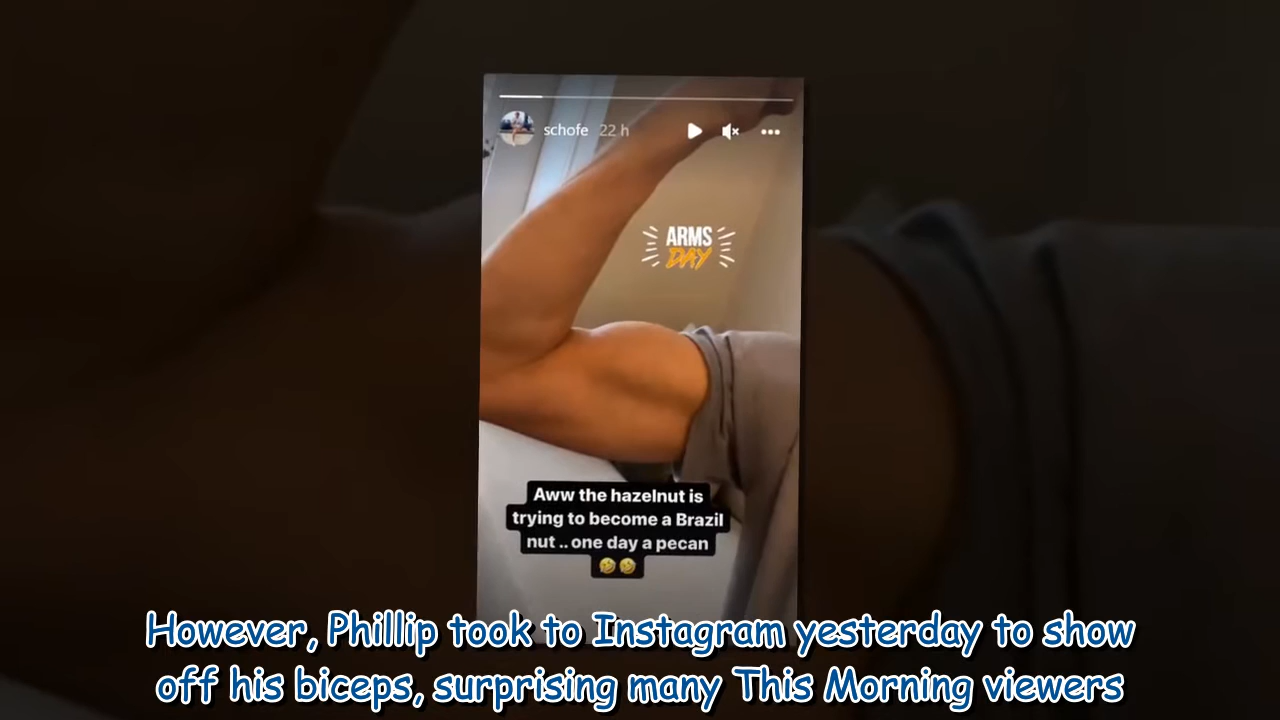 schofe 22 h
ARMS
DAY
Aww the hazelnut is
trying to become a Brazil
nut .. one day a pecan
🤣 🤣
However, Phillip took to Instagram yesterday to show
off his biceps, surprising many This Morning viewers